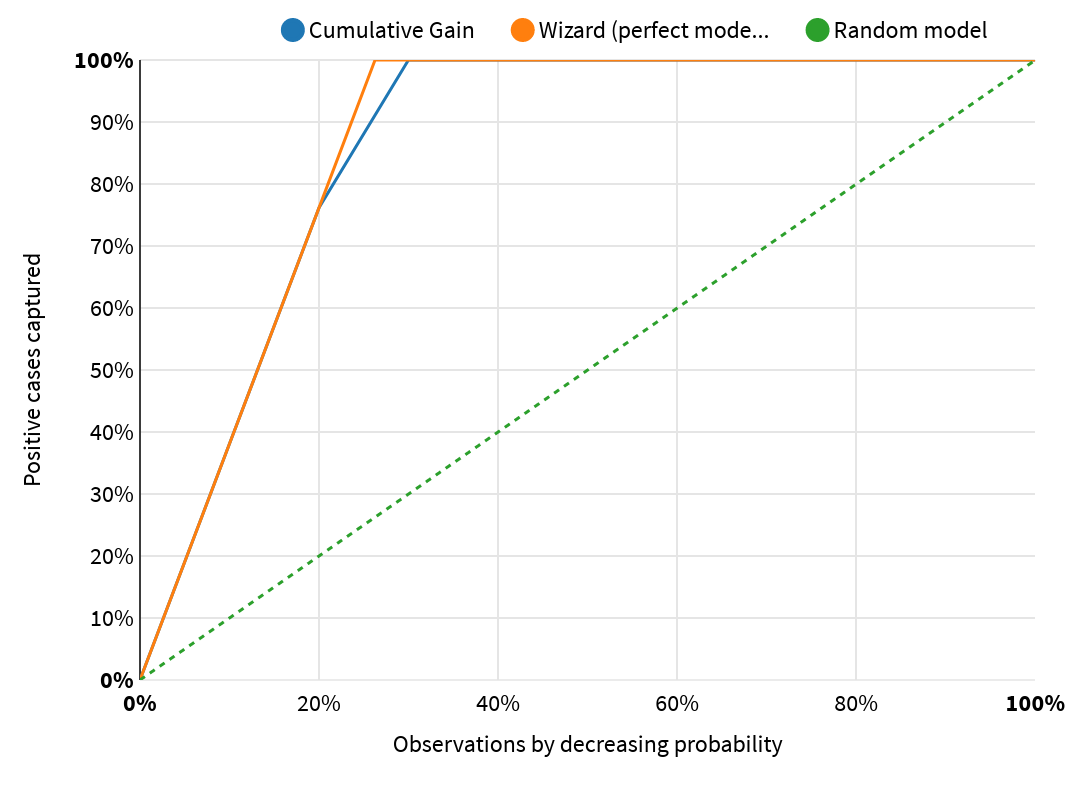 Cumulative Gain Wizard (perfect mode... Random model
100%
90%
80%
70%
60%
50%
40%
30%
20%
10%
0%
Positive cases captured
0% 20% 40% 60% 80% 100%
Observations by decreasing probability